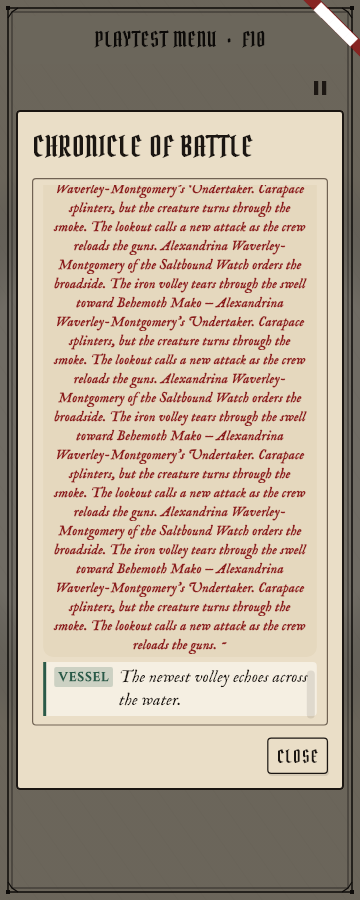 PLAYTEST MENU · F10
CHRONICLE OF BATTLE
Waverley-Montgomery's Undertaker. Carapace
splinters, but the creature turns through the
smoke. The lookout calls a new attack as the crew
reloads the guns. Alexandrina Waverley-
Montgomery of the Saltbound Watch orders the
broadside. The iron volley tears through the swell
toward Behemoth Mako — Alexandrina
Waverley-Montgomery's Undertaker. Carapace
splinters, but the creature turns through the
smoke. The lookout calls a new attack as the crew
reloads the guns. Alexandrina Waverley-
Montgomery of the Saltbound Watch orders the
broadside. The iron volley tears through the swell
toward Behemoth Mako — Alexandrina
Waverley-Montgomery's Undertaker. Carapace
splinters, but the creature turns through the
smoke. The lookout calls a new attack as the crew
reloads the guns. Alexandrina Waverley-
Montgomery of the Saltbound Watch orders the
broadside. The iron volley tears through the swell
toward Behemoth Mako — Alexandrina
Waverley-Montgomery's Undertaker. Carapace
splinters, but the creature turns through the
smoke. The lookout calls a new attack as the crew
reloads the guns. ~
VESSEL The newest volley echoes across
the water.
CLOSE